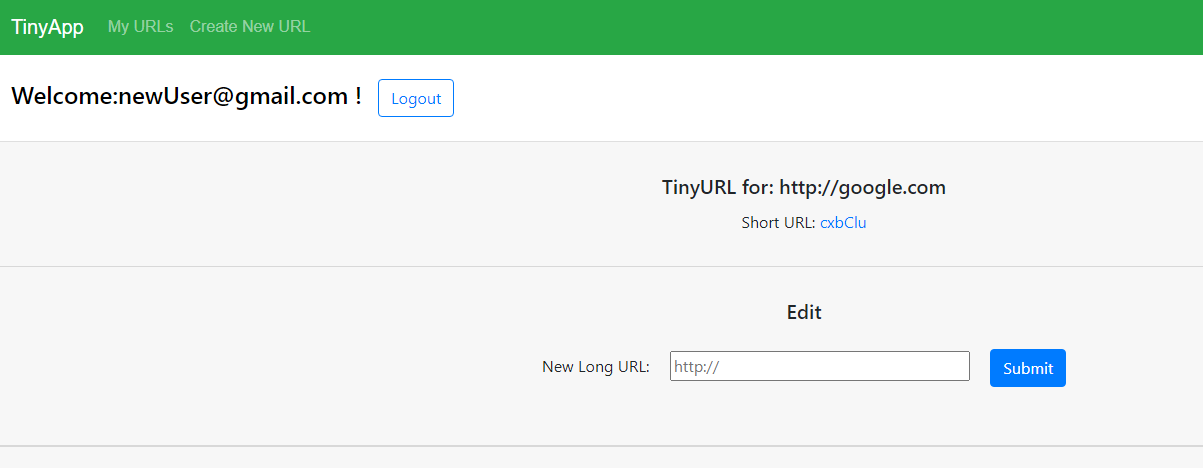 TinyApp My URLs Create New URL
Welcome:newUser@gmail.com ! Logout
TinyURL for: http://google.com
Short URL: cxbClu
Edit
New Long URL: http:// Submit